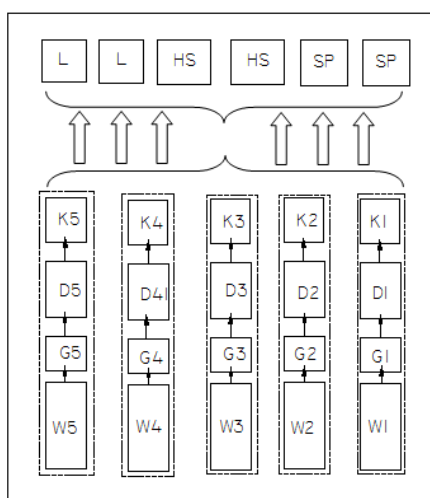 L L HS HS SP SP
K5 K4 K3 K2 K1
D5 D41 D3 D2 D1
G5 G4 G3 G2 G1
W5 W4 W3 W2 W1